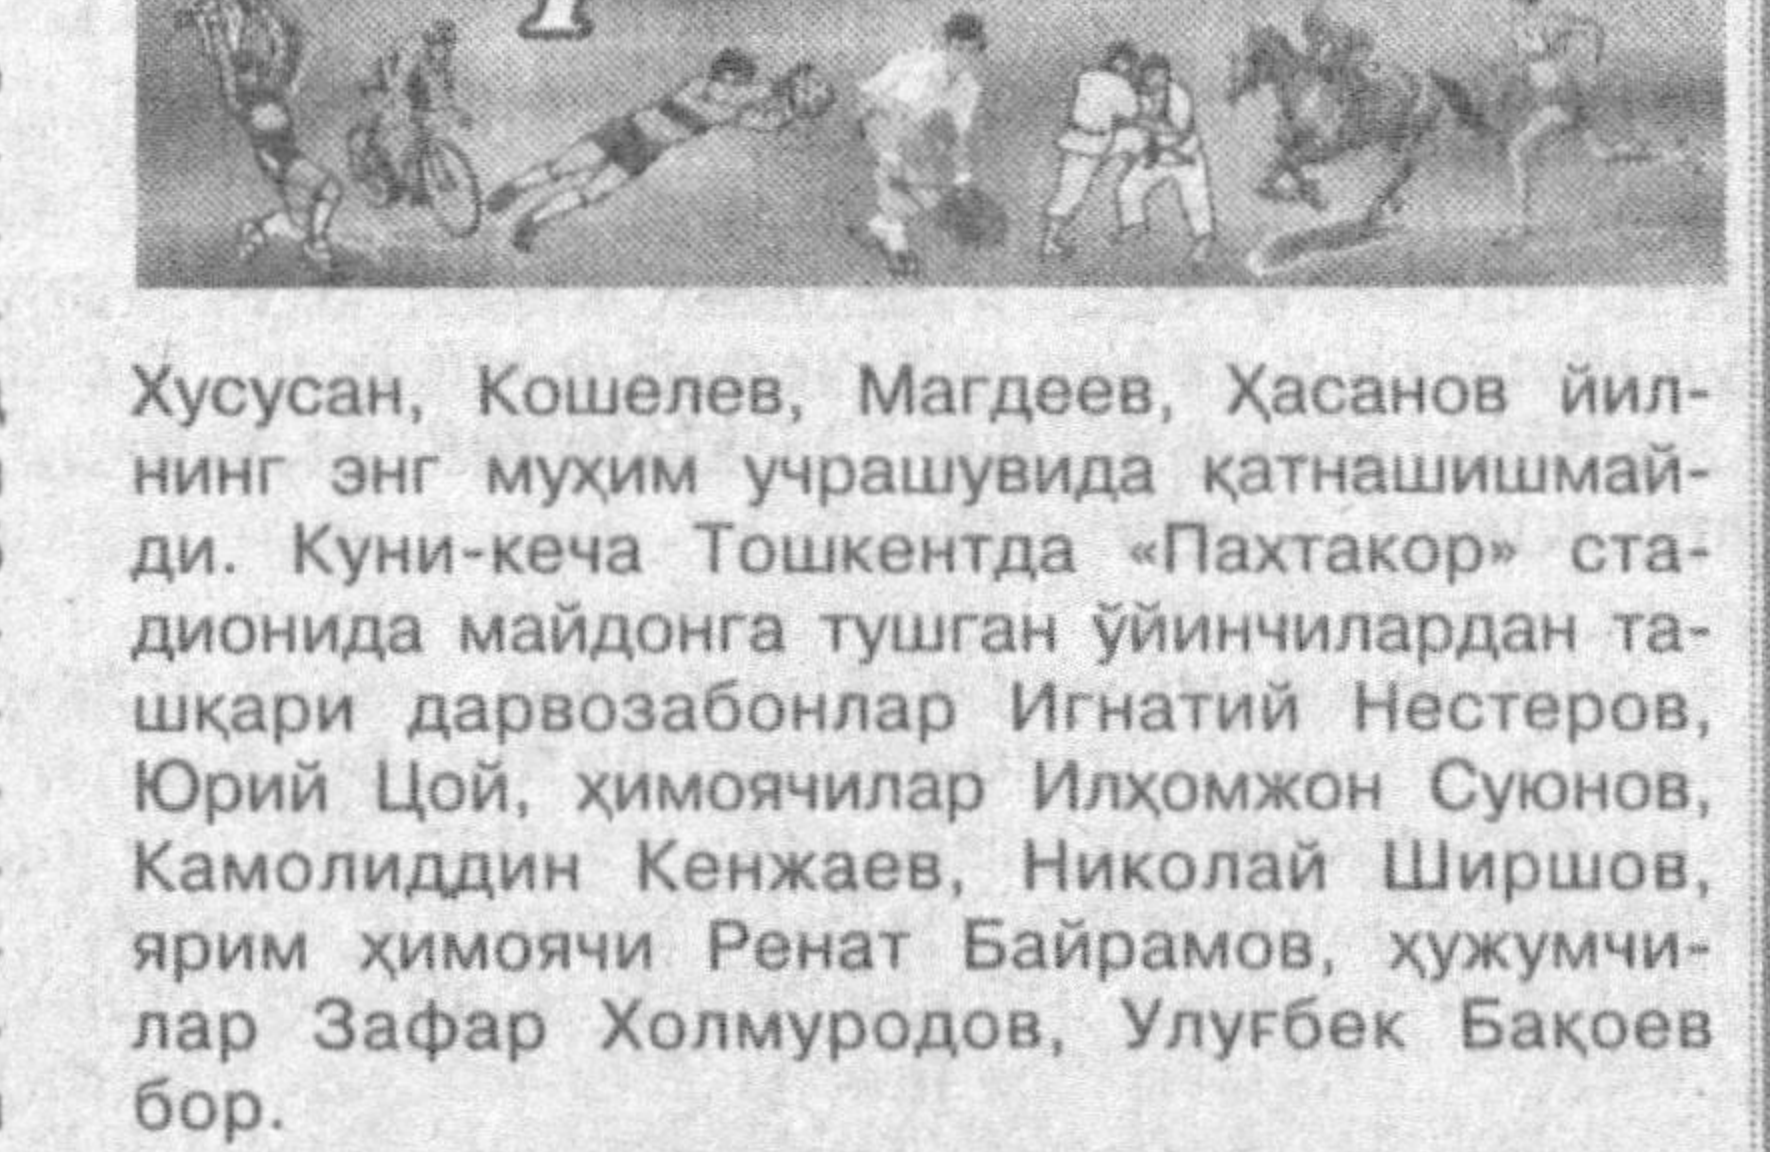 Хусусан, Кошелев, Магдеев, Ҳасанов йил-
нинг энг муҳим учрашувида қатнашишмай-
ди. Куни-кеча Тошкентда «Пахтакор» ста-
дионида майдонга тушган ўйинчилардан та-
шқари дарвозабонлар Игнатий Нестеров,
Юрий Цой, ҳимоячилар Илҳомжон Суюнов,
Камолиддин Кенжаев, Николай Ширшов,
ярим ҳимоячи Ренат Байрамов, ҳужумчи-
лар Зафар Холмуродов, Улуғбек Бақоев
бор.